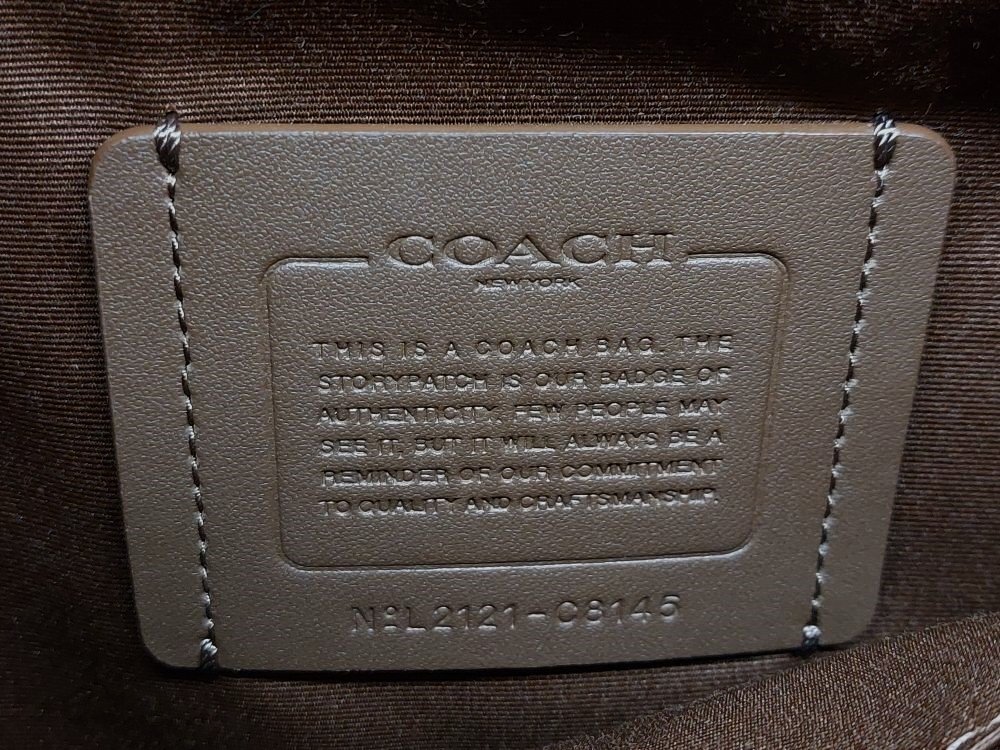 COACH
NEW YORK
THIS IS A COACH BAG. THE
STORYPATCH IS OUR BADGE OF
AUTHENTICITY. FEW PEOPLE MAY
SEE IT, BUT IT WILL ALWAYS BE A
REMINDER OF OUR COMMITMENT
TO QUALITY AND CRAFTSMANSHIP.
Nº L2121-C8145